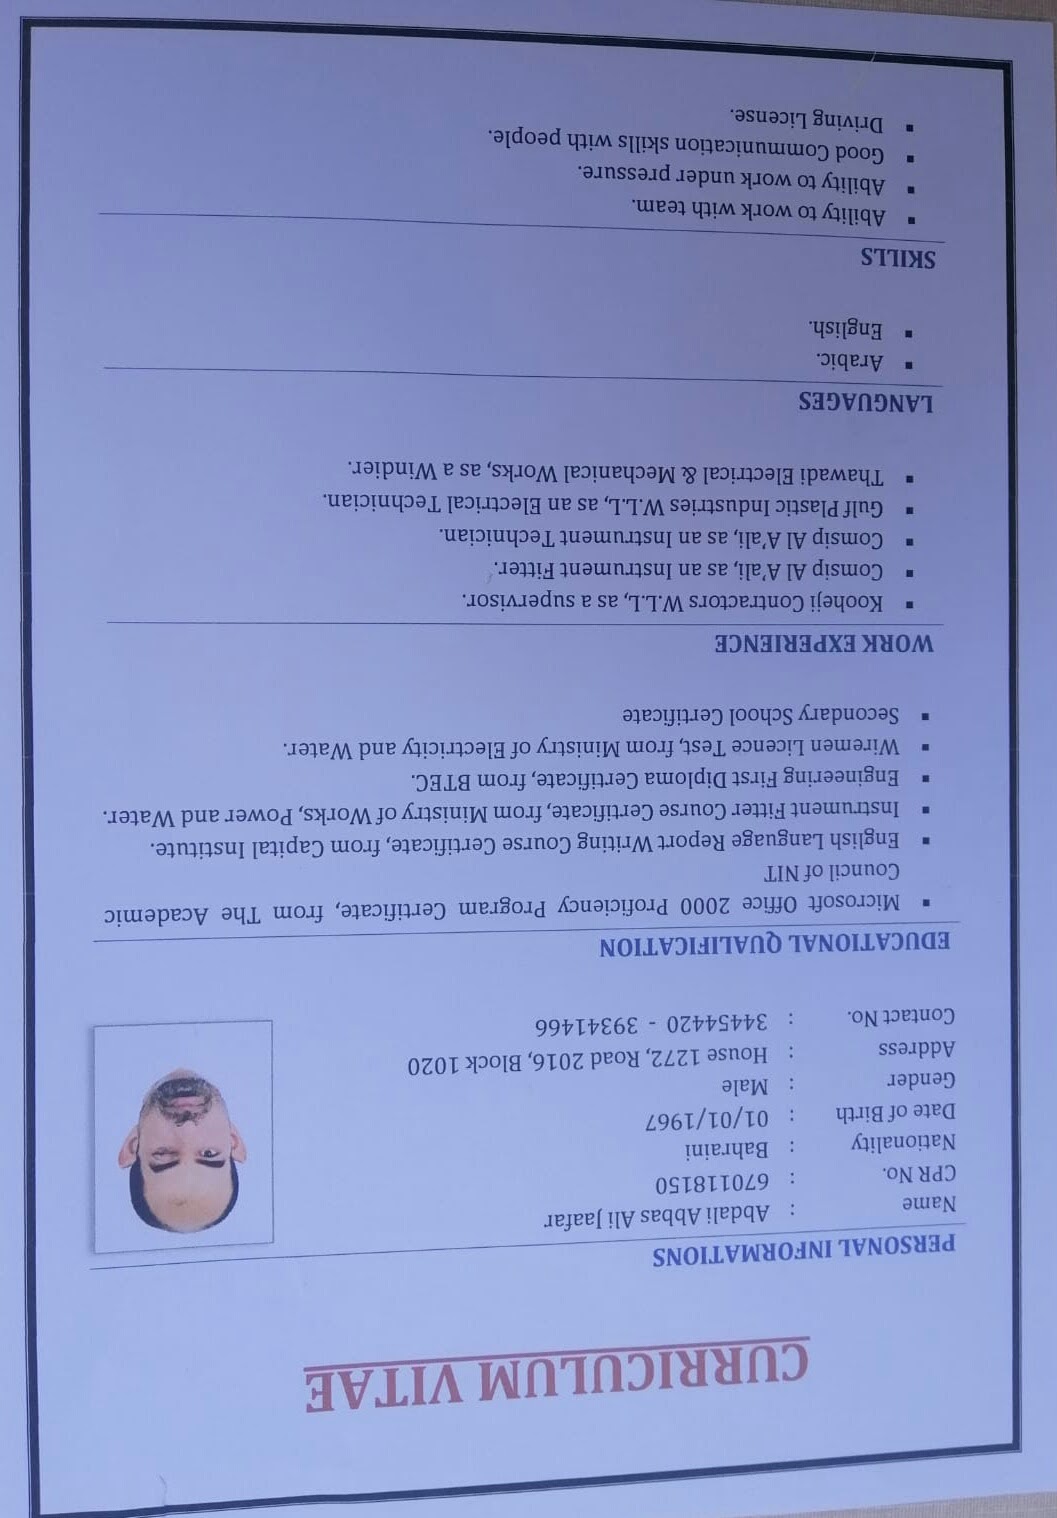 CURRICULUM VITAE
PERSONAL INFORMATIONS
Name : Abdali Abbas Ali Jaafar
CPR No. : 670118150
Nationality : Bahraini
Date of Birth : 01/01/1967
Gender : Male
Address : House 1272, Road 2016, Block 1020
Contact No. : 34454420 - 39341466
EDUCATIONAL QUALIFICATION
▪ Microsoft Office 2000 Proficiency Program Certificate, from The Academic
Council of NIT
▪ English Language Report Writing Course Certificate, from Capital Institute.
▪ Instrument Fitter Course Certificate, from Ministry of Works, Power and Water.
▪ Engineering First Diploma Certificate, from BTEC.
▪ Wiremen Licence Test, from Ministry of Electricity and Water.
▪ Secondary School Certificate
WORK EXPERIENCE
▪ Kooheji Contractors W.L.L, as a supervisor.
▪ Comsip Al A'ali, as an Instrument Fitter.
▪ Comsip Al A'ali, as an Instrument Technician.
▪ Gulf Plastic Industries W.L.L, as an Electrical Technician.
▪ Thawadi Electrical & Mechanical Works, as a Windier.
LANGUAGES
▪ Arabic.
▪ English.
SKILLS
▪ Ability to work with team.
▪ Ability to work under pressure.
▪ Good Communication skills with people.
▪ Driving License.